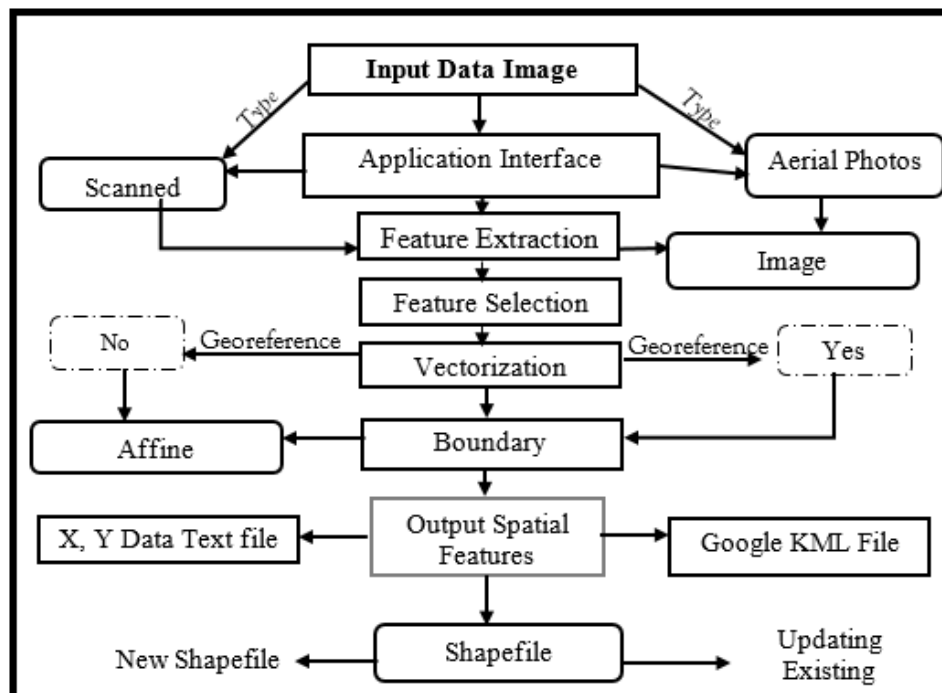 Input Data Image
Type
Type
Application Interface
Scanned
Aerial Photos
Feature Extraction
Image
Feature Selection
No
Georeference
Vectorization
Georeference
Yes
Affine
Boundary
X, Y Data Text file
Output Spatial
Features
Google KML File
New Shapefile
Shapefile
Updating
Existing